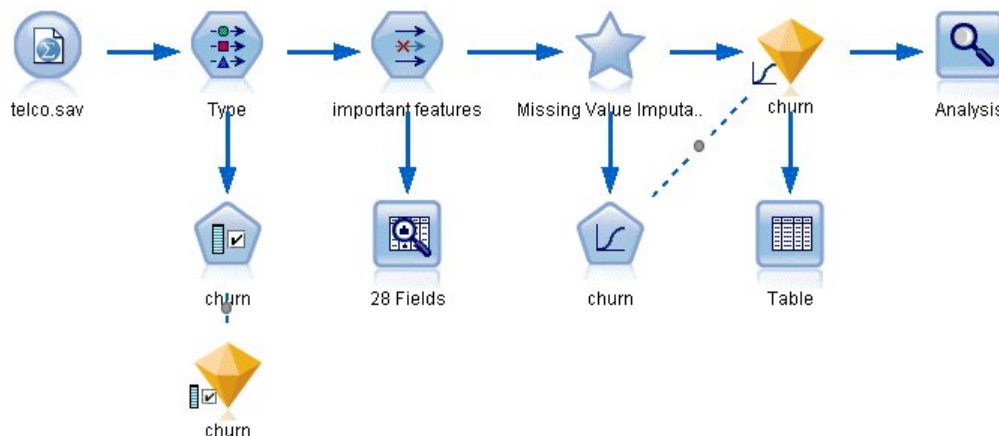 telco.sav
Type
important features
Missing Value Imputa..
churn
Analysis
churn
28 Fields
churn
Table
churn